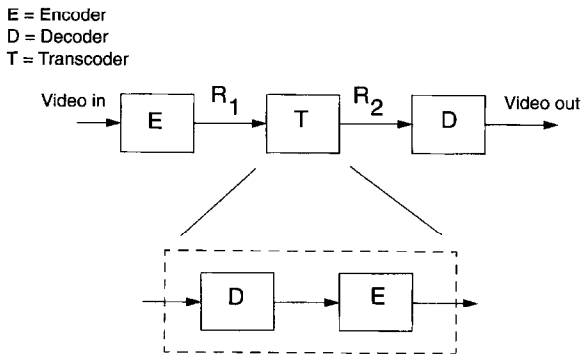 E = Encoder
D = Decoder
T = Transcoder
Video in
E
R1
T
R2
D
Video out
D
E